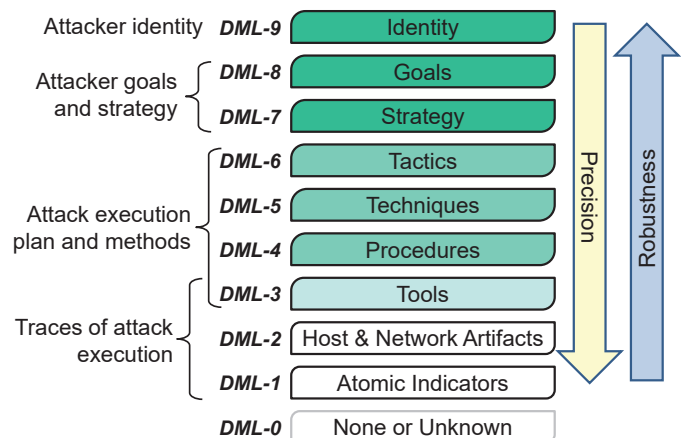 Attacker identity DML-9 Identity
Attacker goals
and strategy
DML-8 Goals
DML-7 Strategy
Attack execution
plan and methods
DML-6 Tactics
DML-5 Techniques
DML-4 Procedures
DML-3 Tools
Traces of attack
execution
DML-2 Host & Network Artifacts
DML-1 Atomic Indicators
DML-0 None or Unknown
Precision
Robustness